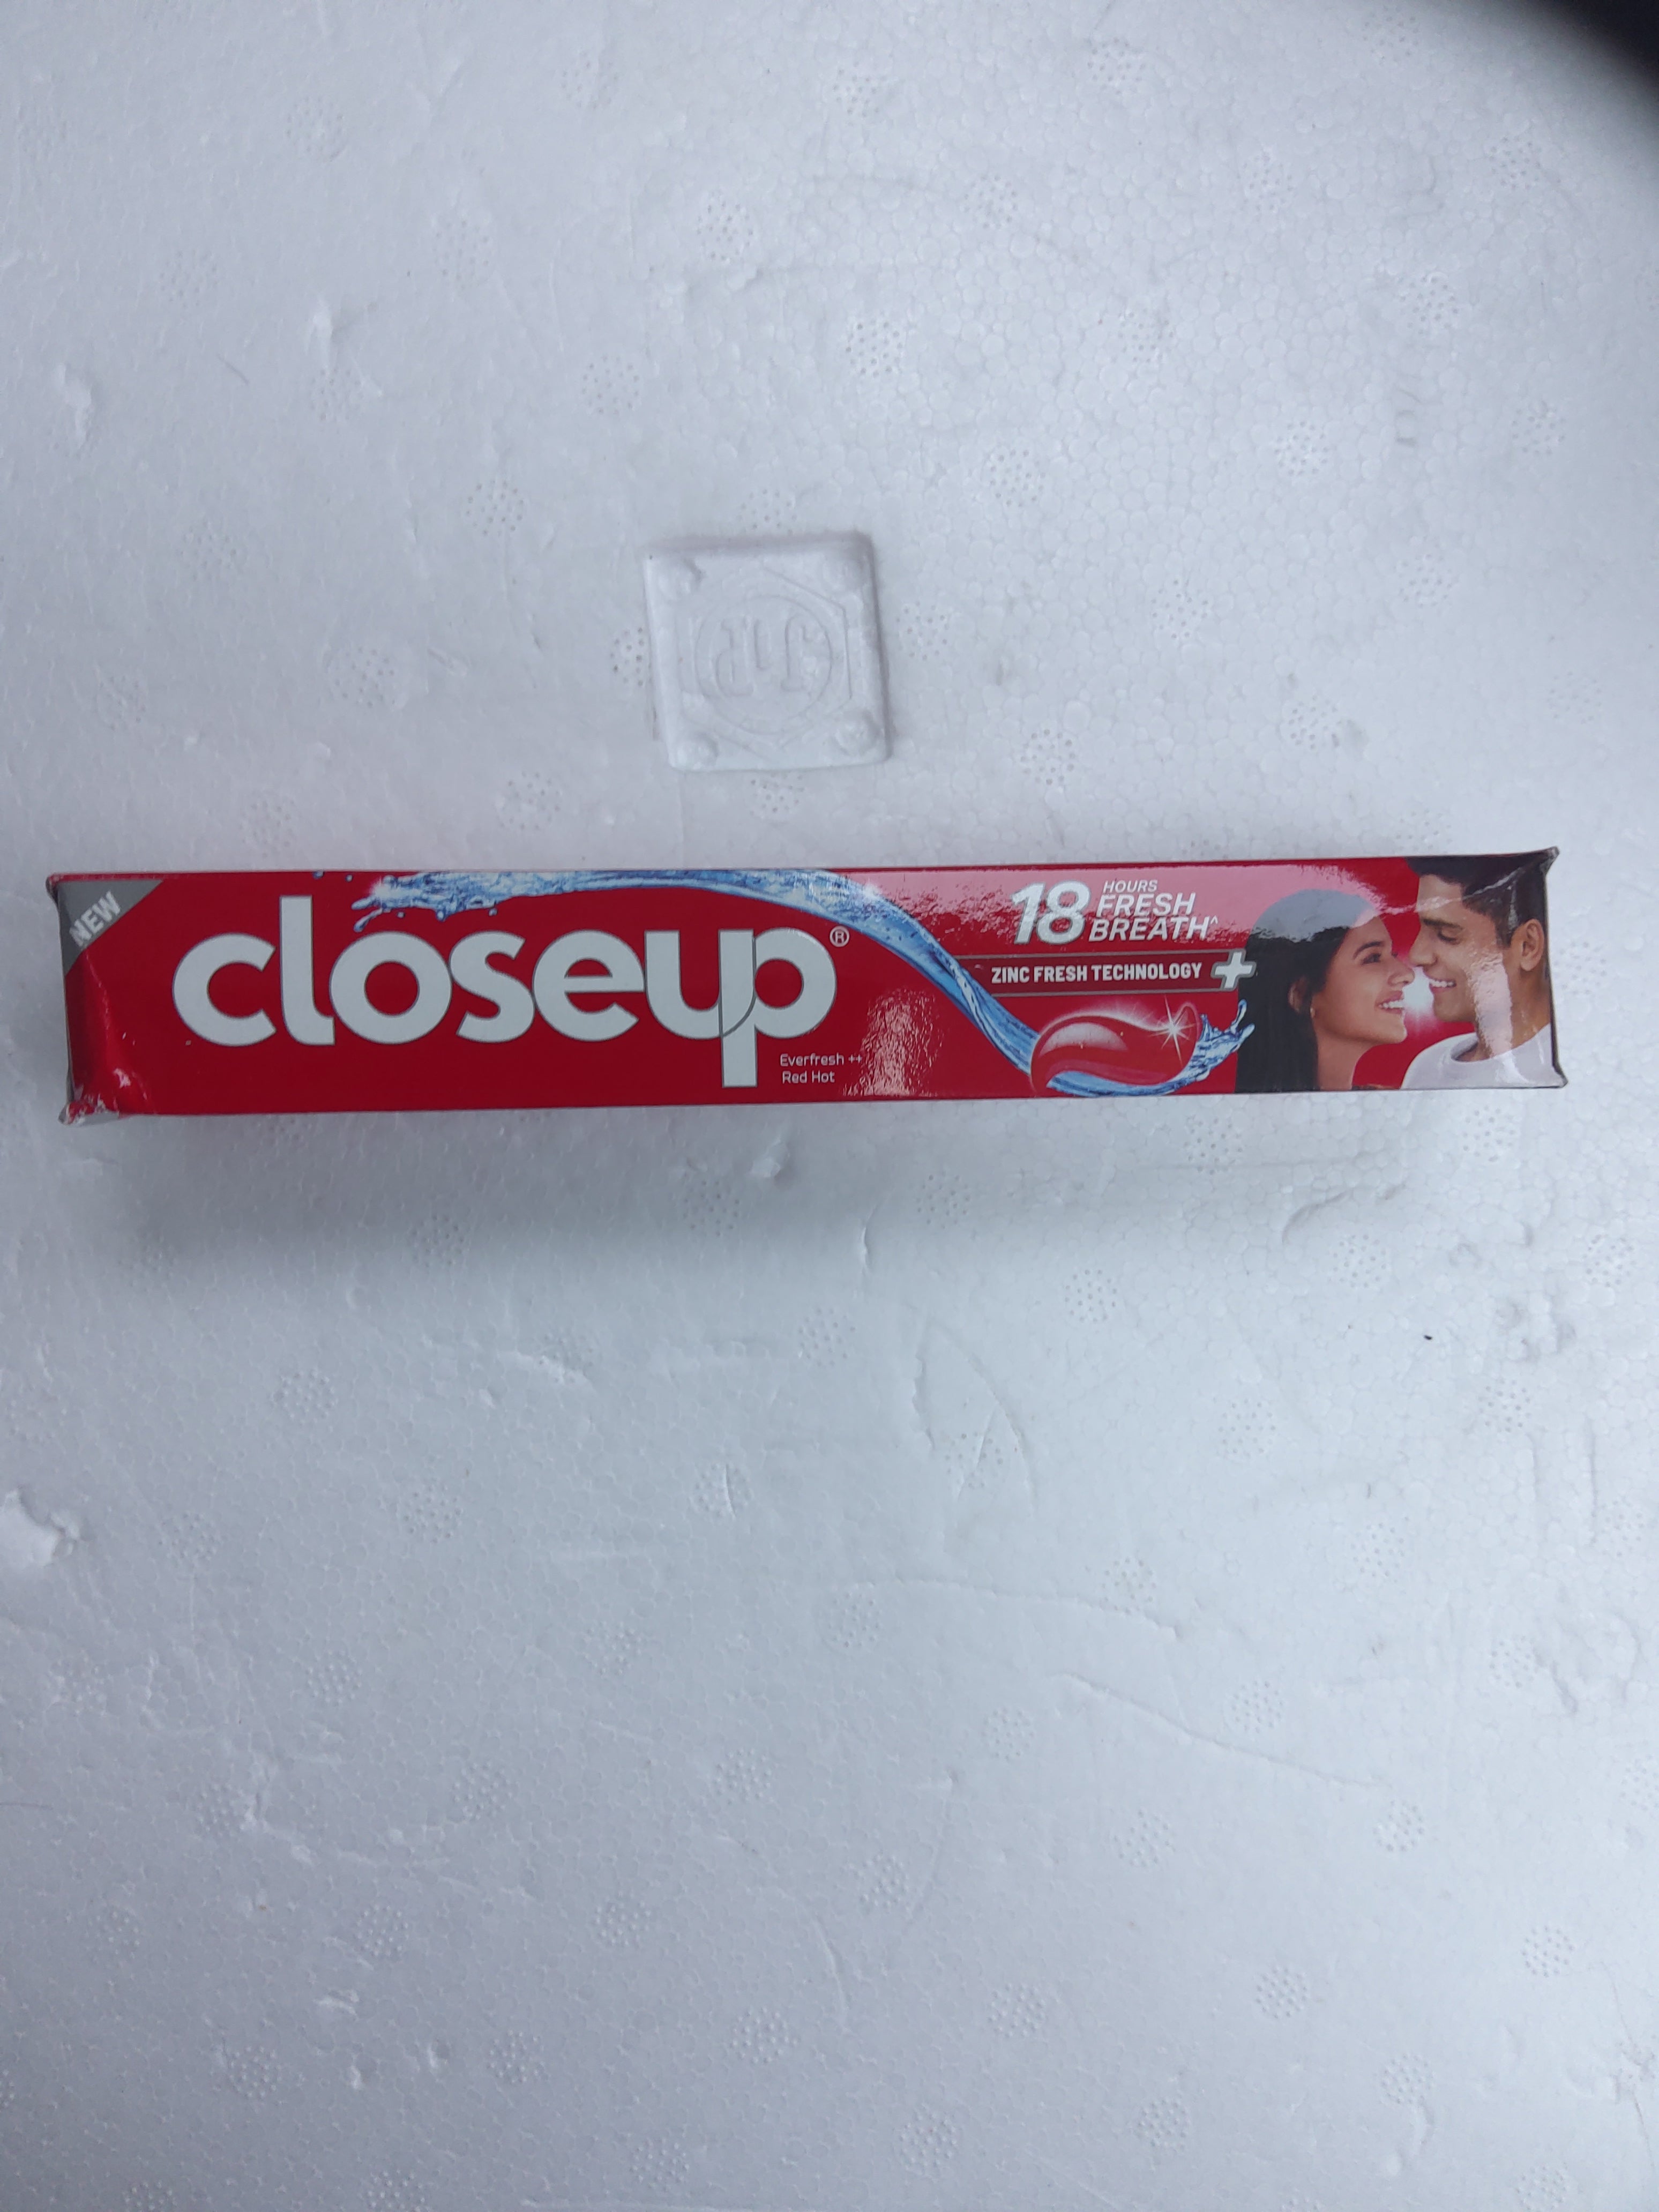 NEW
closeup®
Everfresh ++
Red Hot
18 HOURS
FRESH
BREATH^
ZINC FRESH TECHNOLOGY +